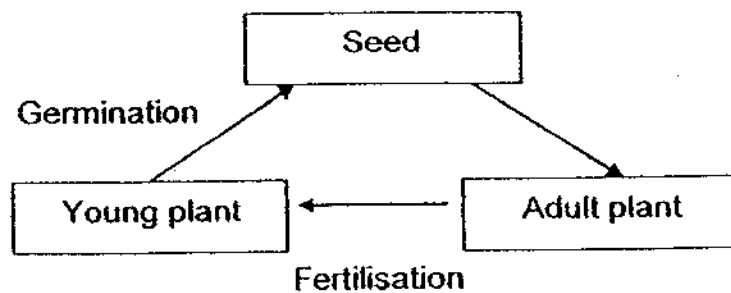 Seed
Germination
Young plant
Adult plant
Fertilisation